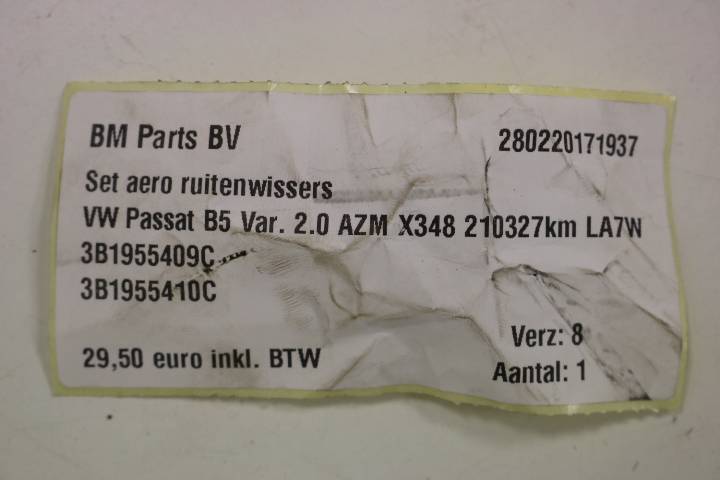 BM Parts BV 280220171937
Set aero ruitenwissers
VW Passat B5 Var. 2.0 AZM X348 210327km LA7W
3B1955409C
3B1955410C
Verz: 8
29,50 euro inkl. BTW
Aantal: 1